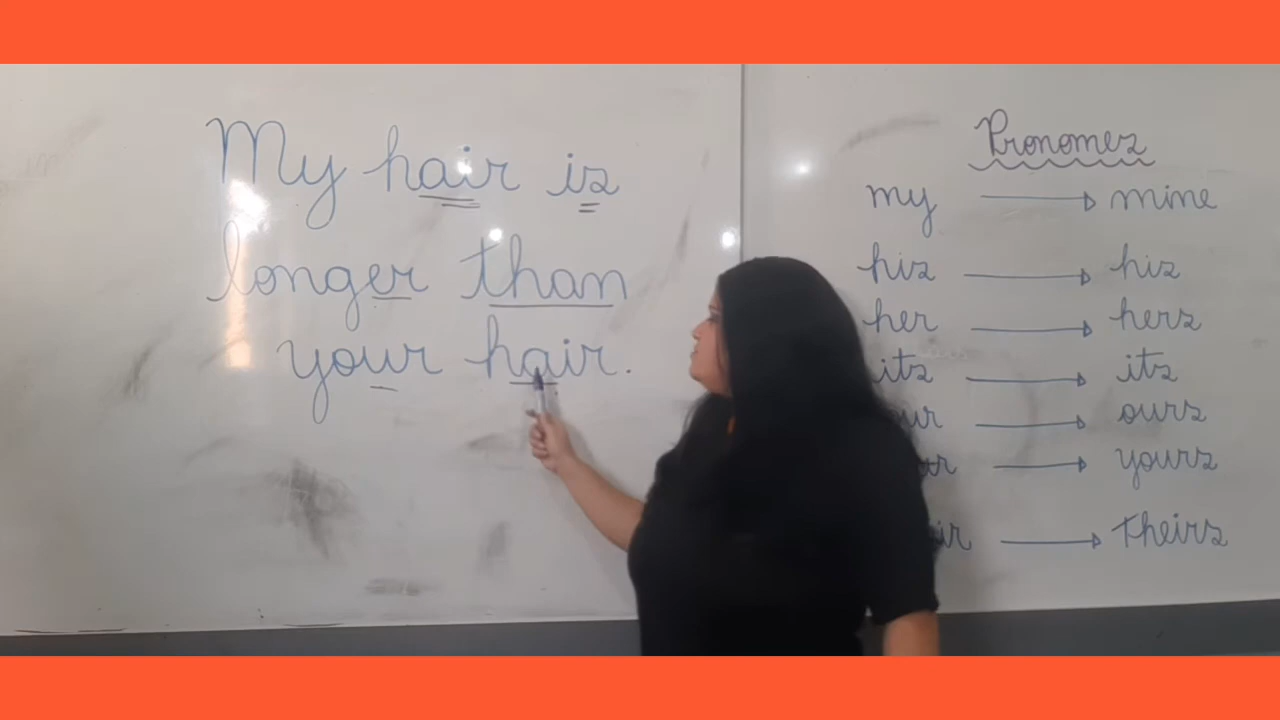 My hair is
longer than
your hair.
Pronomes
my → mine
his → his
her → hers
its → its
→ ours
→ yours
→ theirs